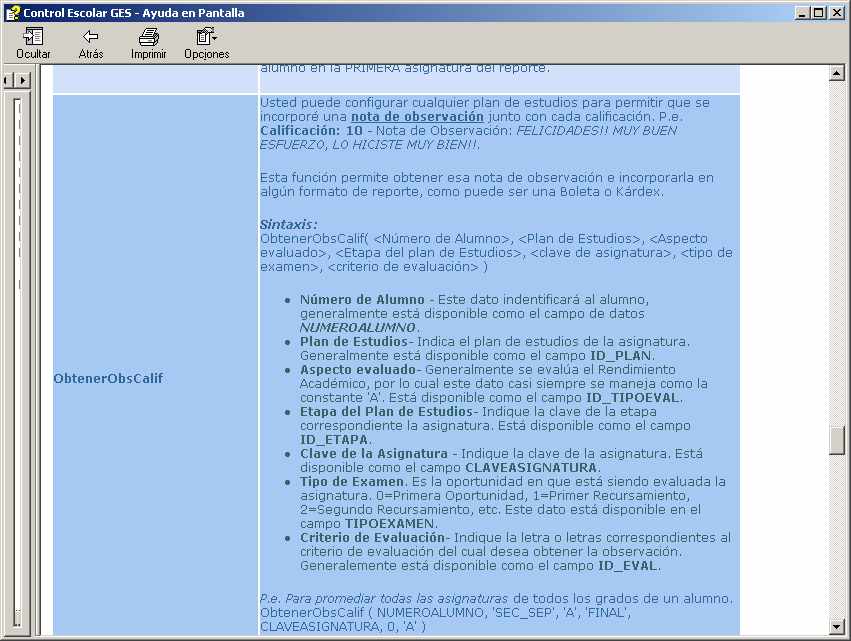 Control Escolar GES - Ayuda en Pantalla
Ocultar Atrás Imprimir Opciones
alumno en la PRIMERA asignatura del reporte.
Usted puede configurar cualquier plan de estudios para permitir que se
incorporé una nota de observación junto con cada calificación. P.e.
Calificación: 10 - Nota de Observación: FELICIDADES!! MUY BUEN
ESFUERZO, LO HICISTE MUY BIEN!!.
Esta función permite obtener esa nota de observación e incorporarla en
algún formato de reporte, como puede ser una Boleta o Kárdex.
Sintaxis:
ObtenerObsCalif( <Número de Alumno>, <Plan de Estudios>, <Aspecto
evaluado>, <Etapa del plan de Estudios>, <clave de asignatura>, <tipo de
examen>, <criterio de evaluación> )
• Número de Alumno - Este dato indentificará al alumno,
generalmente está disponible como el campo de datos
NUMEROALUMNO.
• Plan de Estudios- Indica el plan de estudios de la asignatura.
Generalmente está disponible como el campo ID_PLAN.
• Aspecto evaluado- Generalmente se evalúa el Rendimiento
Académico, por lo cual este dato casi siempre se maneja como la
constante 'A'. Está disponible como el campo ID_TIPOEVAL.
• Etapa del Plan de Estudios- Indique la clave de la etapa
correspondiente la asignatura. Está disponible como el campo
ID_ETAPA.
ObtenerObsCalif
• Clave de la Asignatura - Indique la clave de la asignatura. Está
disponible como el campo CLAVEASIGNATURA.
• Tipo de Examen. Es la oportunidad en que está siendo evaluada la
asignatura. 0=Primera Oportunidad, 1=Primer Recursamiento,
2=Segundo Recursamiento, etc. Este dato está disponible en el
campo TIPOEXAMEN.
• Criterio de Evaluación- Indique la letra o letras correspondientes al
criterio de evaluación del cual desea obtener la observación.
Generalemente está disponible como el campo ID_EVAL.
P.e. Para promediar todas las asignaturas de todos los grados de un alumno.
ObtenerObsCalif ( NUMEROALUMNO, 'SEC_SEP', 'A', 'FINAL',
CLAVEASIGNATURA, 0, 'A' )